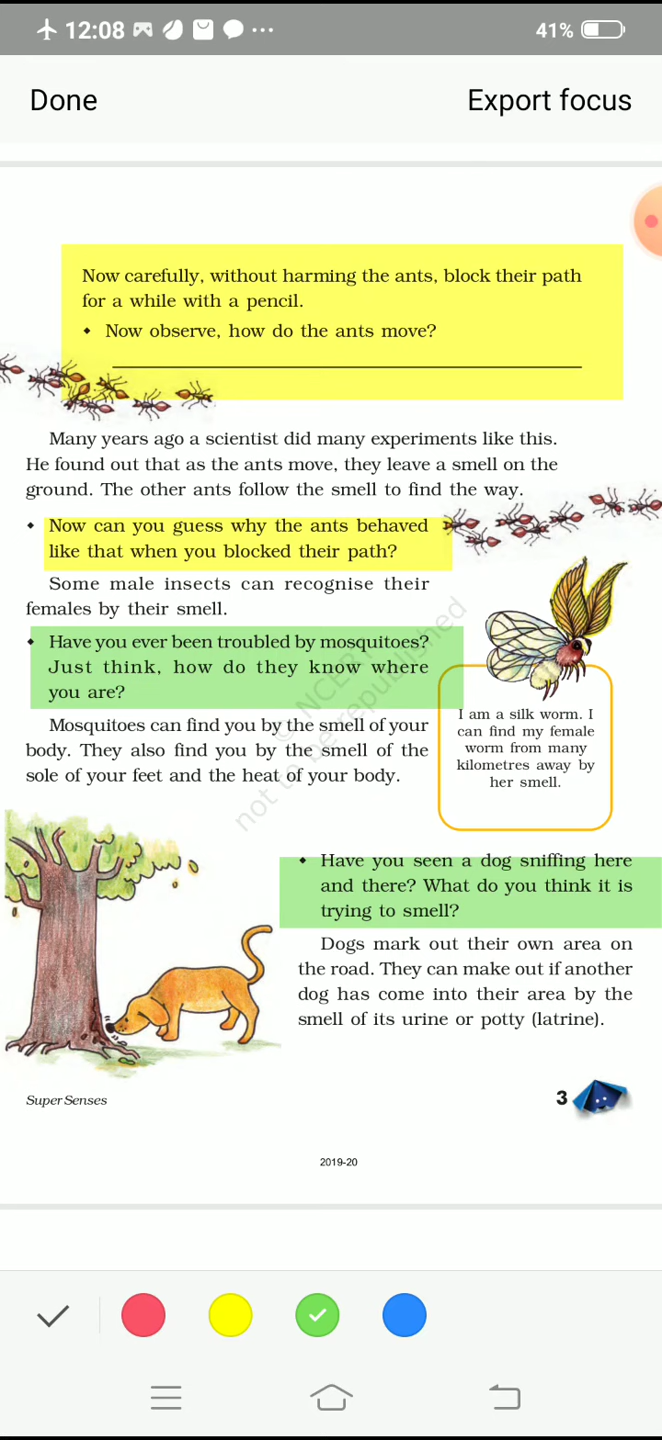 12:08
41%
Done
Export focus
Now carefully, without harming the ants, block their path
for a while with a pencil.
• Now observe, how do the ants move?
Many years ago a scientist did many experiments like this.
He found out that as the ants move, they leave a smell on the
ground. The other ants follow the smell to find the way.
• Now can you guess why the ants behaved
like that when you blocked their path?
Some male insects can recognise their
females by their smell.
• Have you ever been troubled by mosquitoes?
Just think, how do they know where
you are?
Mosquitoes can find you by the smell of your
body. They also find you by the smell of the
sole of your feet and the heat of your body.
I am a silk worm. I
can find my female
worm from many
kilometres away by
her smell.
• Have you seen a dog sniffing here
and there? What do you think it is
trying to smell?
Dogs mark out their own area on
the road. They can make out if another
dog has come into their area by the
smell of its urine or potty (latrine).
Super Senses
3
2019-20
© NCERT
not to be republished